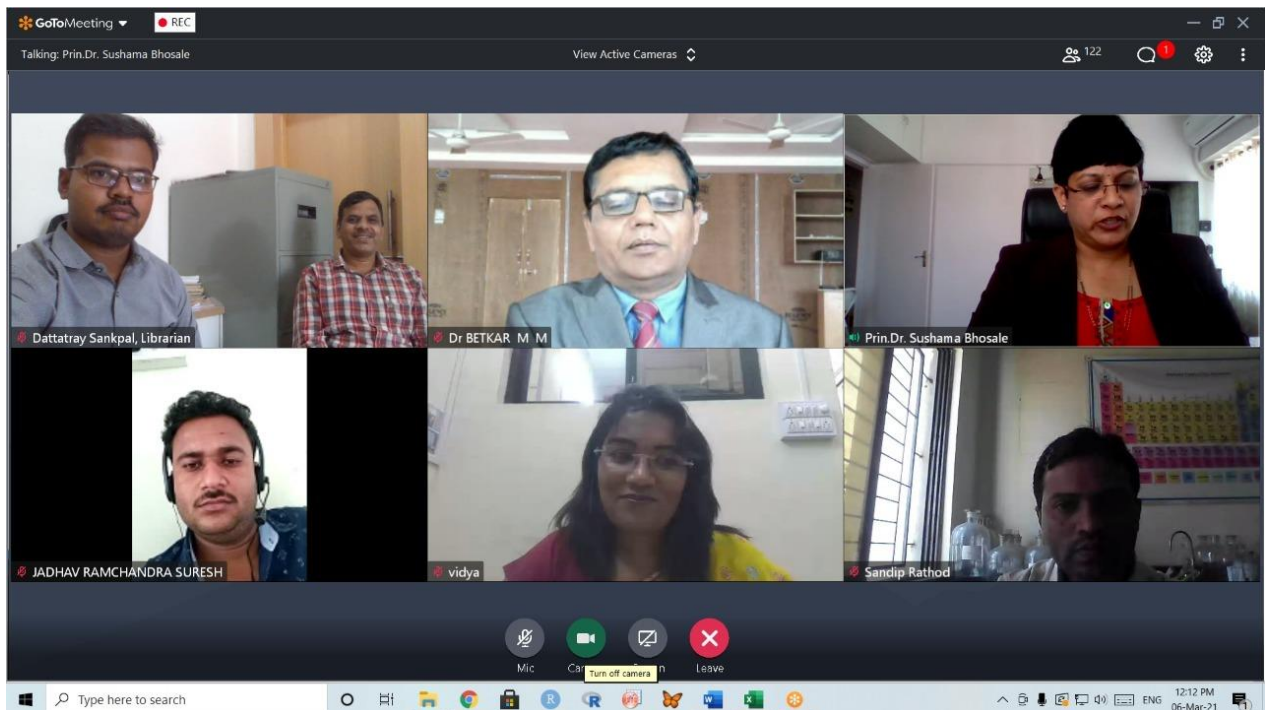 GoToMeeting
REC
Talking: Prin.Dr. Sushama Bhosale
View Active Cameras
122
1
Dattatray Sankpal, Librarian
Dr BETKAR M M
Prin.Dr. Sushama Bhosale
JADHAV RAMCHANDRA SURESH
vidya
Sandip Rathod
Mic
Leave
Turn off camera
Type here to search
ENG
12:12 PM
06-Mar-21